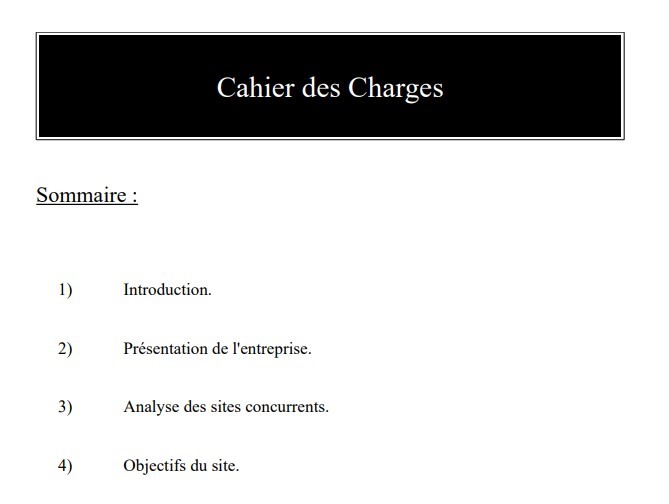 Cahier des Charges
Sommaire :
1) Introduction.
2) Présentation de l'entreprise.
3) Analyse des sites concurrents.
4) Objectifs du site.